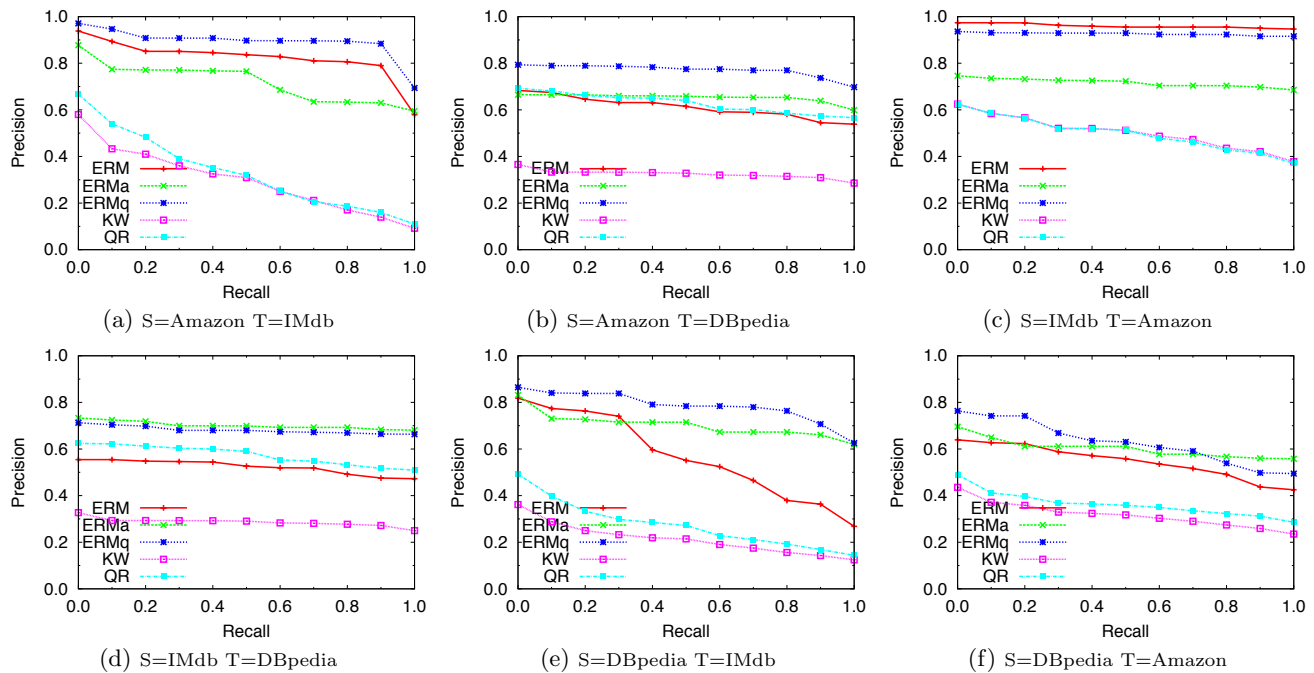 1.0
0.8
0.6
0.4
0.2
0.0
Precision
ERM
ERMa
ERMq
KW
QR
0.0 0.2 0.4 0.6 0.8 1.0
Recall
(a) S=Amazon T=IMdb
1.0
0.8
0.6
0.4
0.2
0.0
Precision
ERM
ERMa
ERMq
KW
QR
0.0 0.2 0.4 0.6 0.8 1.0
Recall
(b) S=Amazon T=DBpedia
1.0
0.8
0.6
0.4
0.2
0.0
Precision
ERM
ERMa
ERMq
KW
QR
0.0 0.2 0.4 0.6 0.8 1.0
Recall
(c) S=IMdb T=Amazon
1.0
0.8
0.6
0.4
0.2
0.0
Precision
ERM
ERMa
ERMq
KW
QR
0.0 0.2 0.4 0.6 0.8 1.0
Recall
(d) S=IMdb T=DBpedia
1.0
0.8
0.6
0.4
0.2
0.0
Precision
ERM
ERMa
ERMq
KW
QR
0.0 0.2 0.4 0.6 0.8 1.0
Recall
(e) S=DBpedia T=IMdb
1.0
0.8
0.6
0.4
0.2
0.0
Precision
ERM
ERMa
ERMq
KW
QR
0.0 0.2 0.4 0.6 0.8 1.0
Recall
(f) S=DBpedia T=Amazon